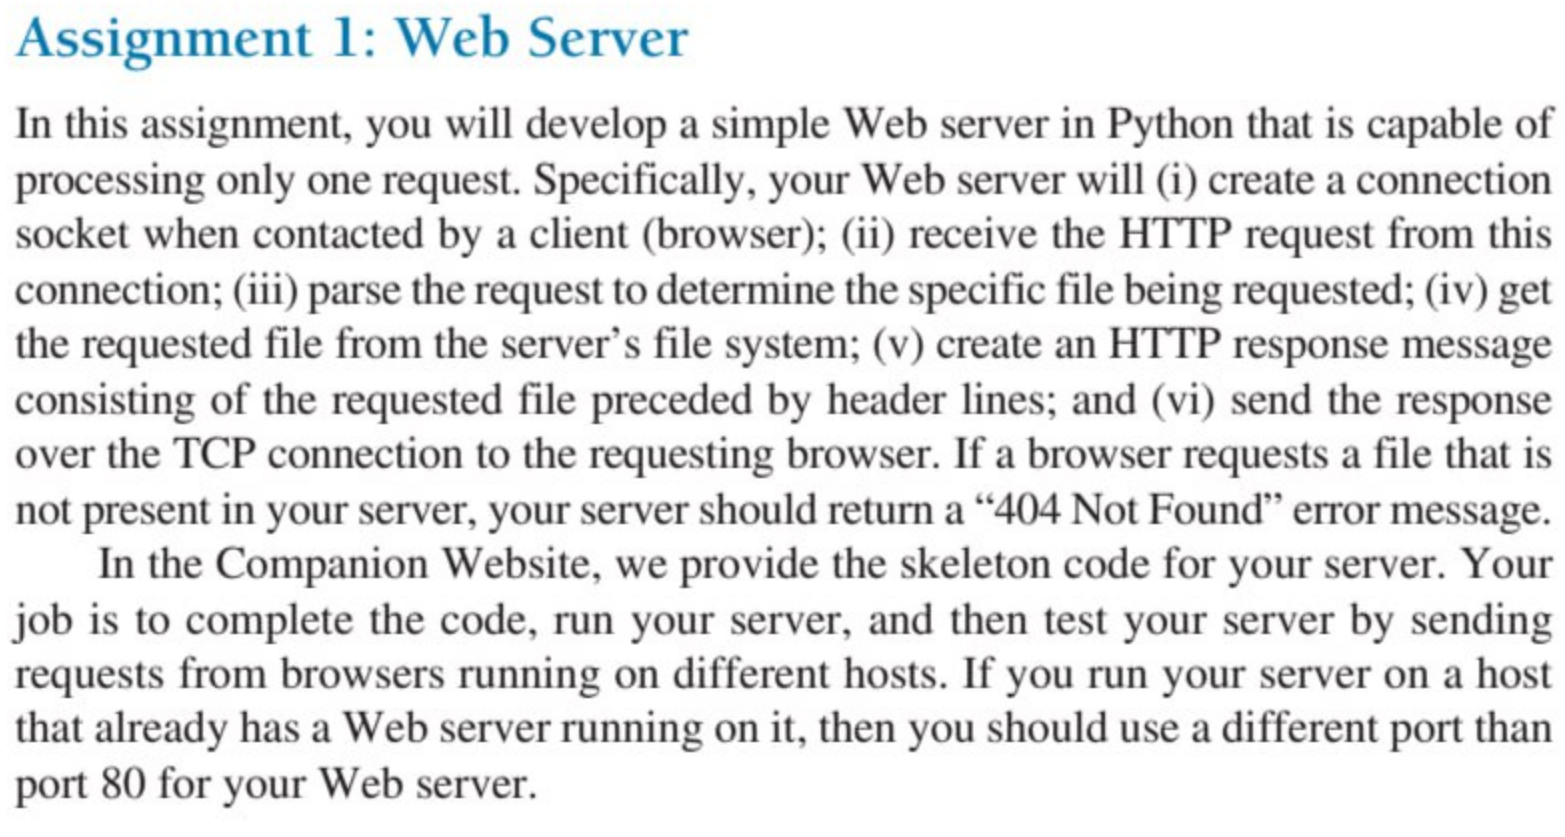 Assignment 1: Web Server
In this assignment, you will develop a simple Web server in Python that is capable of
processing only one request. Specifically, your Web server will (i) create a connection
socket when contacted by a client (browser); (ii) receive the HTTP request from this
connection; (iii) parse the request to determine the specific file being requested; (iv) get
the requested file from the server's file system; (v) create an HTTP response message
consisting of the requested file preceded by header lines; and (vi) send the response
over the TCP connection to the requesting browser. If a browser requests a file that is
not present in your server, your server should return a “404 Not Found” error message.
In the Companion Website, we provide the skeleton code for your server. Your
job is to complete the code, run your server, and then test your server by sending
requests from browsers running on different hosts. If you run your server on a host
that already has a Web server running on it, then you should use a different port than
port 80 for your Web server.